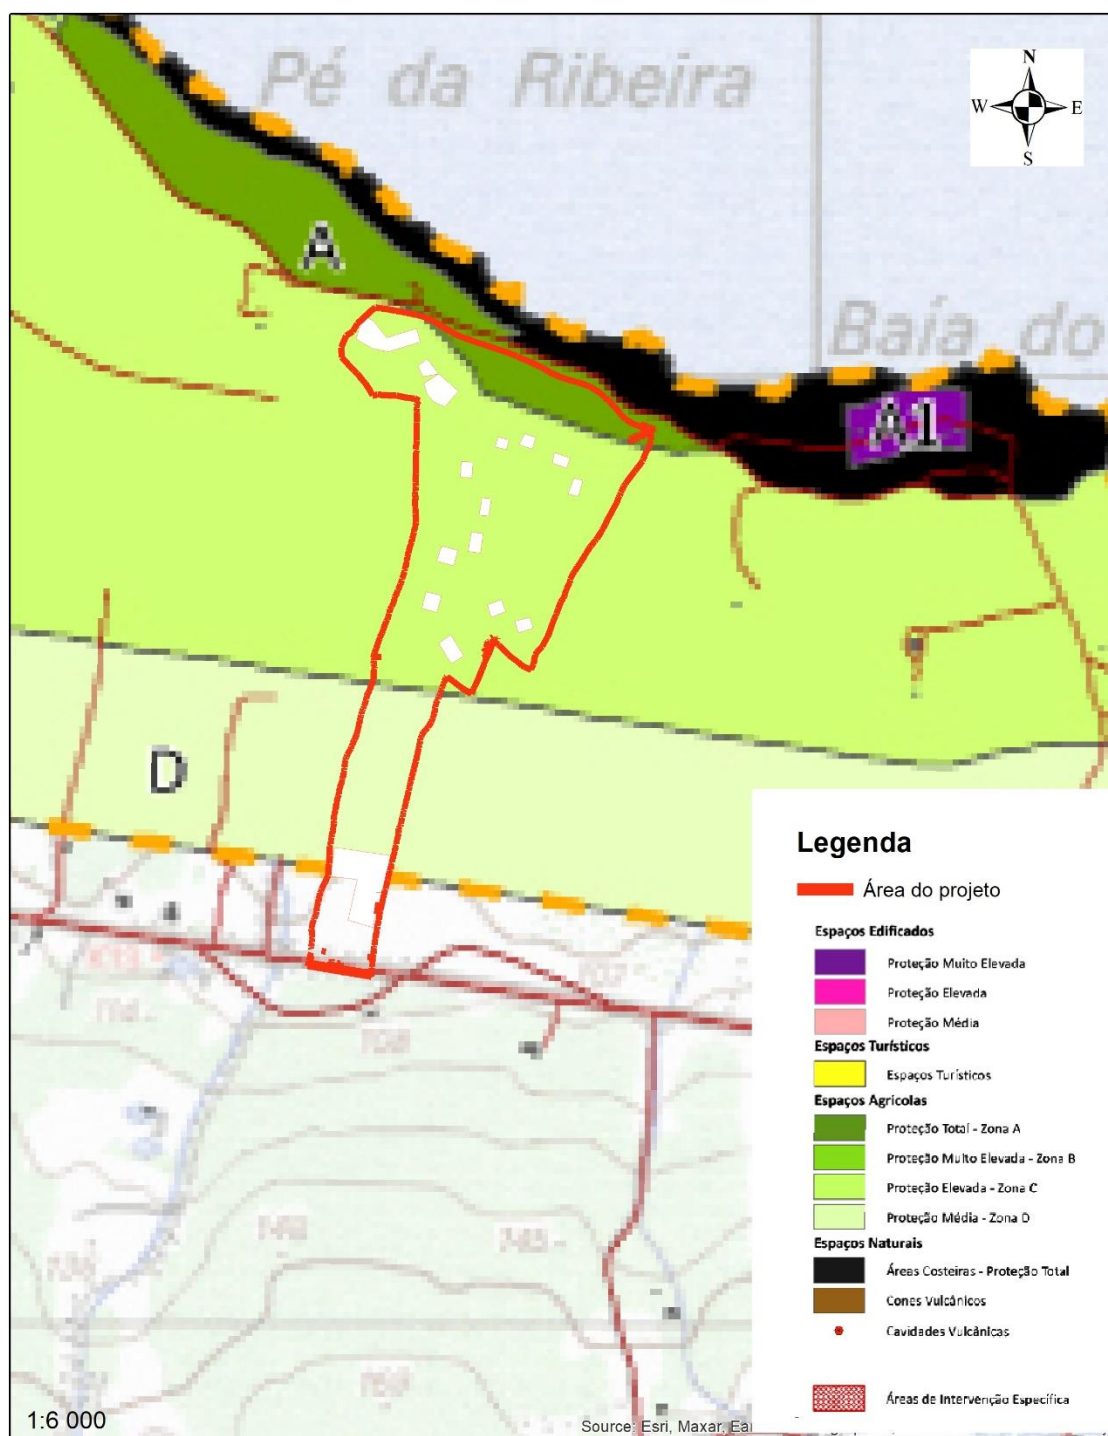 Pé da Ribeira
N
W E
S
A
Baía do
A1
D
Legenda
Área do projeto
Espaços Edificados
Proteção Muito Elevada
Proteção Elevada
Proteção Média
Espaços Turísticos
Espaços Turísticos
Espaços Agrícolas
Proteção Total - Zona A
Proteção Muito Elevada - Zona B
Proteção Elevada - Zona C
Proteção Média - Zona D
Espaços Naturais
Áreas Costeiras - Proteção Total
Cones Vulcânicos
Cavidades Vulcânicas
Áreas de Intervenção Específica
1:6 000
Source: Esri, Maxar,